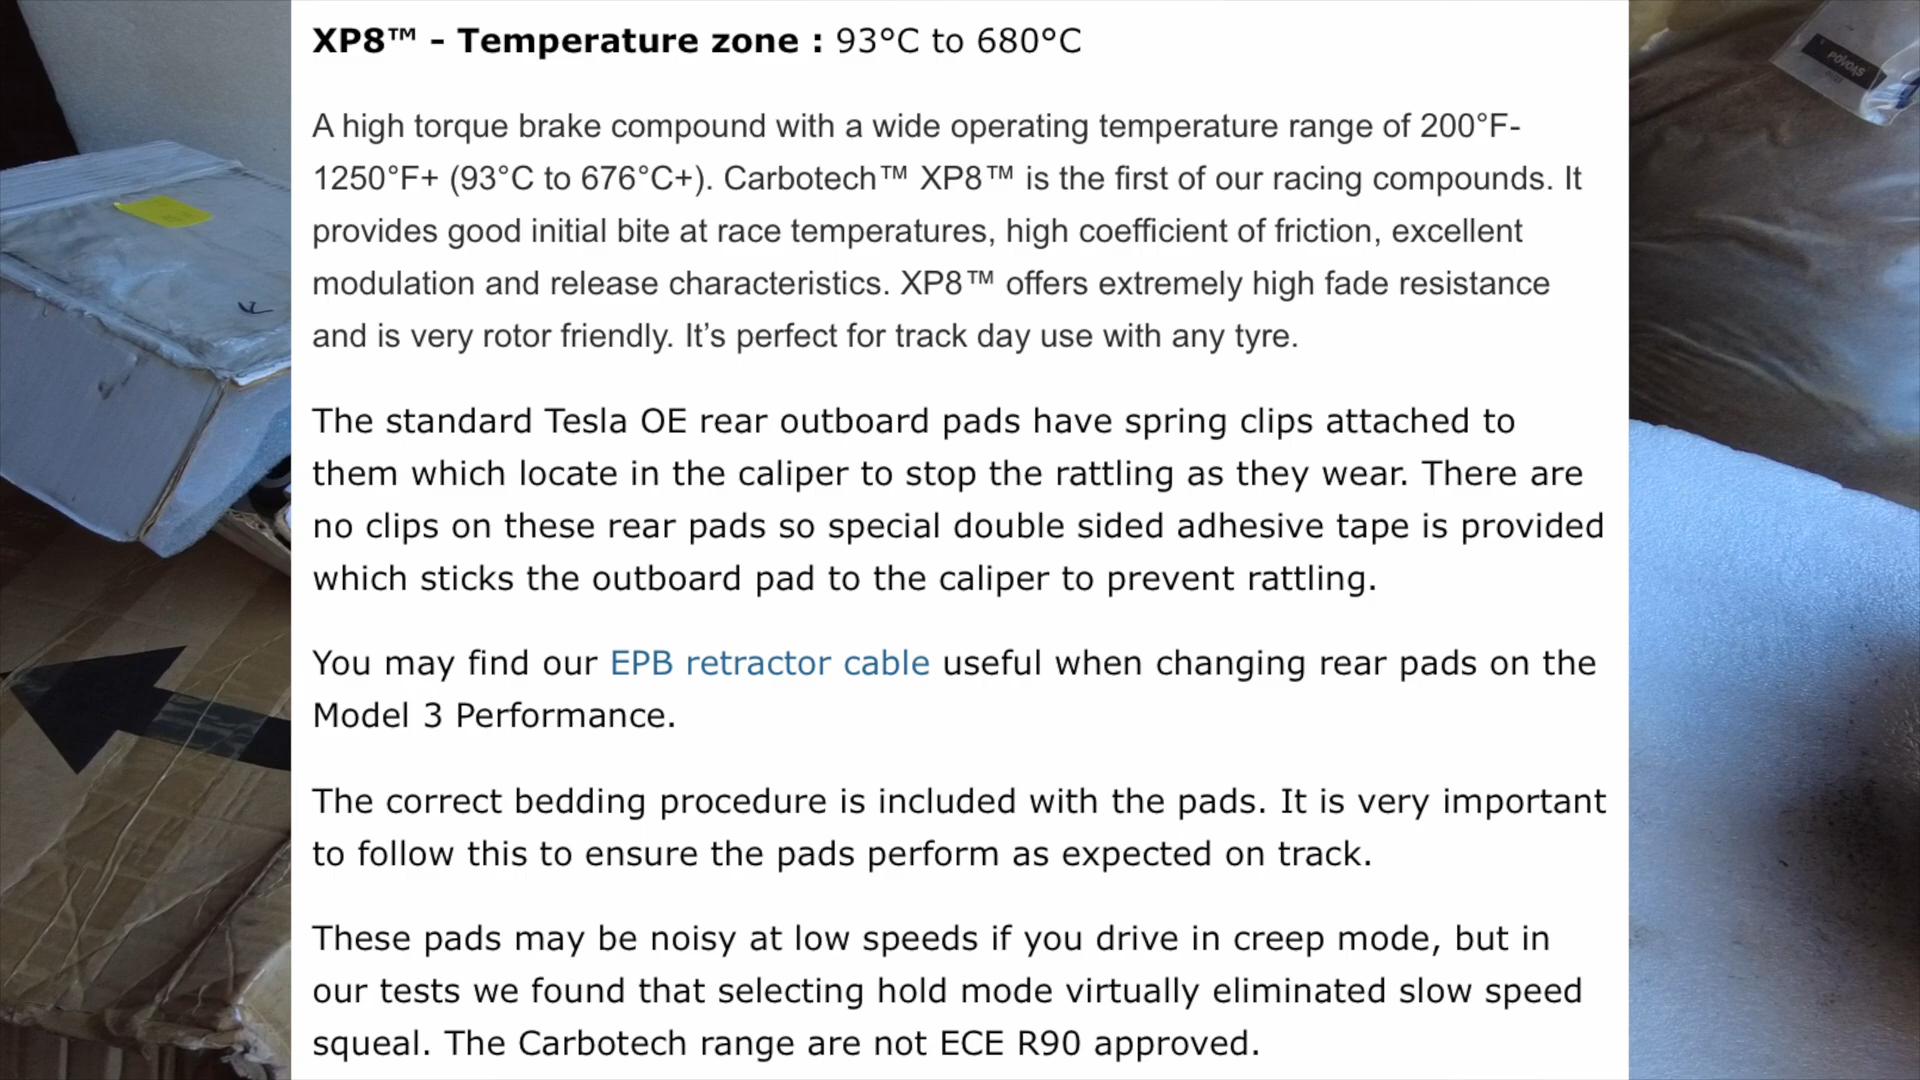 XP8™ - Temperature zone : 93°C to 680°C
A high torque brake compound with a wide operating temperature range of 200°F-
1250°F+ (93°C to 676°C+). Carbotech™ XP8™ is the first of our racing compounds. It
provides good initial bite at race temperatures, high coefficient of friction, excellent
modulation and release characteristics. XP8™ offers extremely high fade resistance
and is very rotor friendly. It’s perfect for track day use with any tyre.
The standard Tesla OE rear outboard pads have spring clips attached to
them which locate in the caliper to stop the rattling as they wear. There are
no clips on these rear pads so special double sided adhesive tape is provided
which sticks the outboard pad to the caliper to prevent rattling.
You may find our EPB retractor cable useful when changing rear pads on the
Model 3 Performance.
The correct bedding procedure is included with the pads. It is very important
to follow this to ensure the pads perform as expected on track.
These pads may be noisy at low speeds if you drive in creep mode, but in
our tests we found that selecting hold mode virtually eliminated slow speed
squeal. The Carbotech range are not ECE R90 approved.